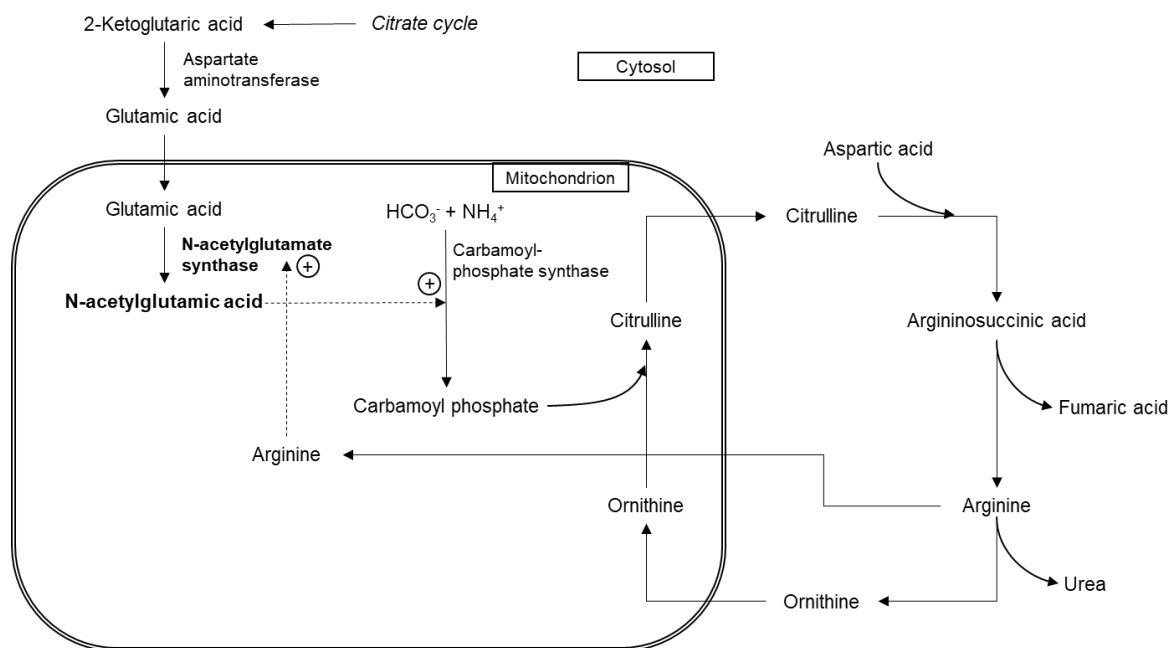 2-Ketoglutaric acid
Citrate cycle
Aspartate
aminotransferase
Cytosol
Glutamic acid
Aspartic acid
Mitochondrion
Glutamic acid
HCO₃⁻ + NH₄⁺
Citrulline
N-acetylglutamate
synthase
+
Carbamoyl-
phosphate synthase
+
N-acetylglutamic acid
Citrulline
Argininosuccinic acid
Carbamoyl phosphate
Fumaric acid
Arginine
Ornithine
Arginine
Urea
Ornithine